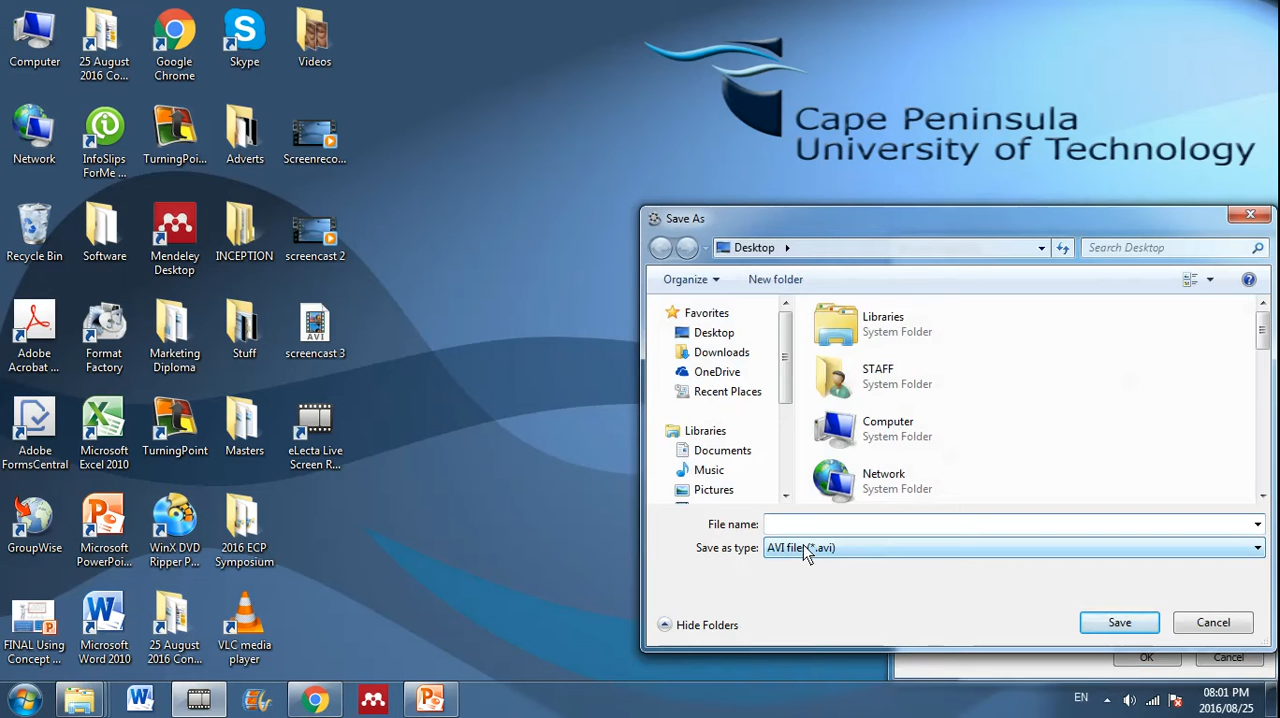 Computer
25 August
2016 Co...
Google
Chrome
Skype
Videos
Network
InfoSlips
ForMe ...
TurningPoi...
Adverts
Screenreco...
Recycle Bin
Software
Mendeley
Desktop
INCEPTION
screencast 2
Adobe
Acrobat ...
Format
Factory
Marketing
Diploma
Stuff
AVI
screencast 3
Adobe
FormsCentral
Microsoft
Excel 2010
TurningPoint
Masters
eLecta Live
Screen R...
GroupWise
Microsoft
PowerPoi...
WinX DVD
Ripper P...
2016 ECP
Symposium
FINAL Using
Concept ...
Microsoft
Word 2010
25 August
2016 Con...
VLC media
player
Cape Peninsula
University of Technology
Save As
Desktop
Search Desktop
Organize
New folder
Favorites
Desktop
Downloads
OneDrive
Recent Places
Libraries
Documents
Music
Pictures
Libraries
System Folder
STAFF
System Folder
Computer
System Folder
Network
System Folder
File name:
Save as type:
AVI file (*.avi)
Hide Folders
Save
Cancel
OK
Cancel
EN
08:01 PM
2016/08/25